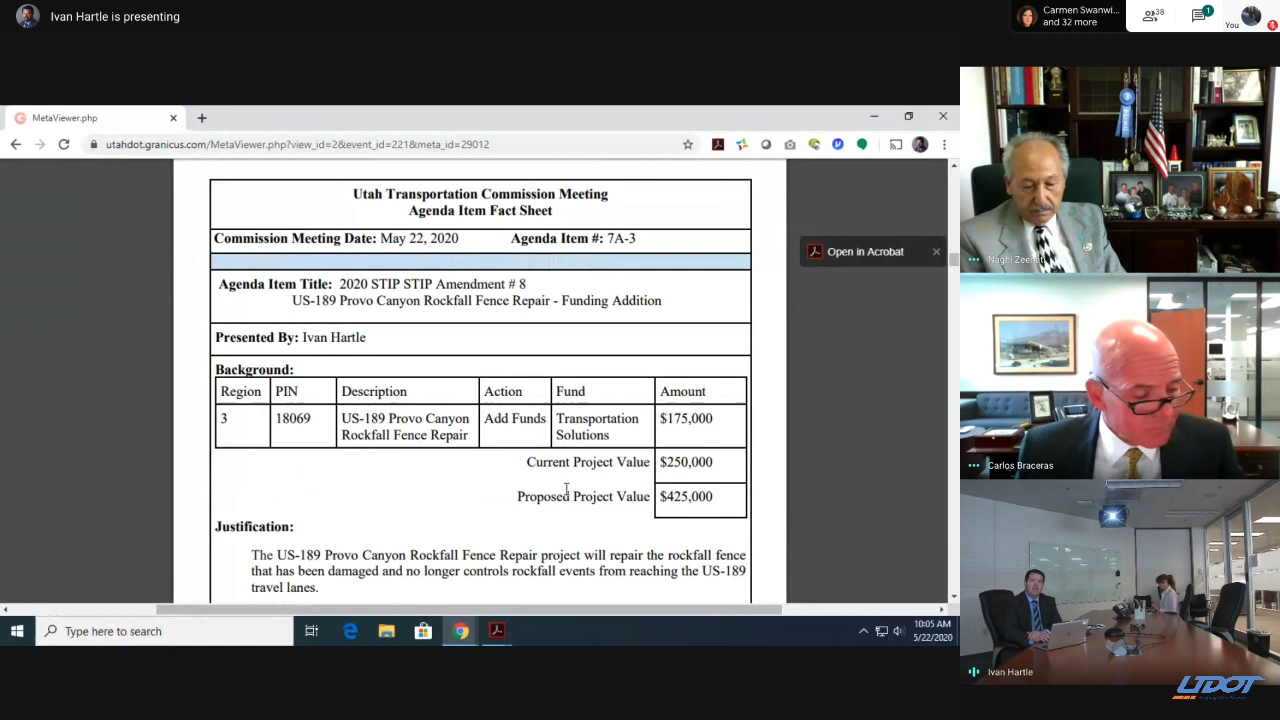 Ivan Hartle is presenting
Carmen Swanwi...
and 32 more
38
1
You
MetaViewer.php
utahdot.granicus.com/MetaViewer.php?view_id=2&event_id=221&meta_id=29012
Utah Transportation Commission Meeting
Agenda Item Fact Sheet
Commission Meeting Date: May 22, 2020 Agenda Item #: 7A-3
Open in Acrobat
Agenda Item Title: 2020 STIP STIP Amendment # 8
US-189 Provo Canyon Rockfall Fence Repair - Funding Addition
Presented By: Ivan Hartle
Background:
Region PIN Description Action Fund Amount
3 18069 US-189 Provo Canyon Add Funds Transportation $175,000
Rockfall Fence Repair Solutions
Current Project Value $250,000
Proposed Project Value $425,000
Justification:
The US-189 Provo Canyon Rockfall Fence Repair project will repair the rockfall fence
that has been damaged and no longer controls rockfall events from reaching the US-189
travel lanes.
Type here to search
10:05 AM
5/22/2020
Naghi Zeenati
Carlos Braceras
Ivan Hartle
UDOT